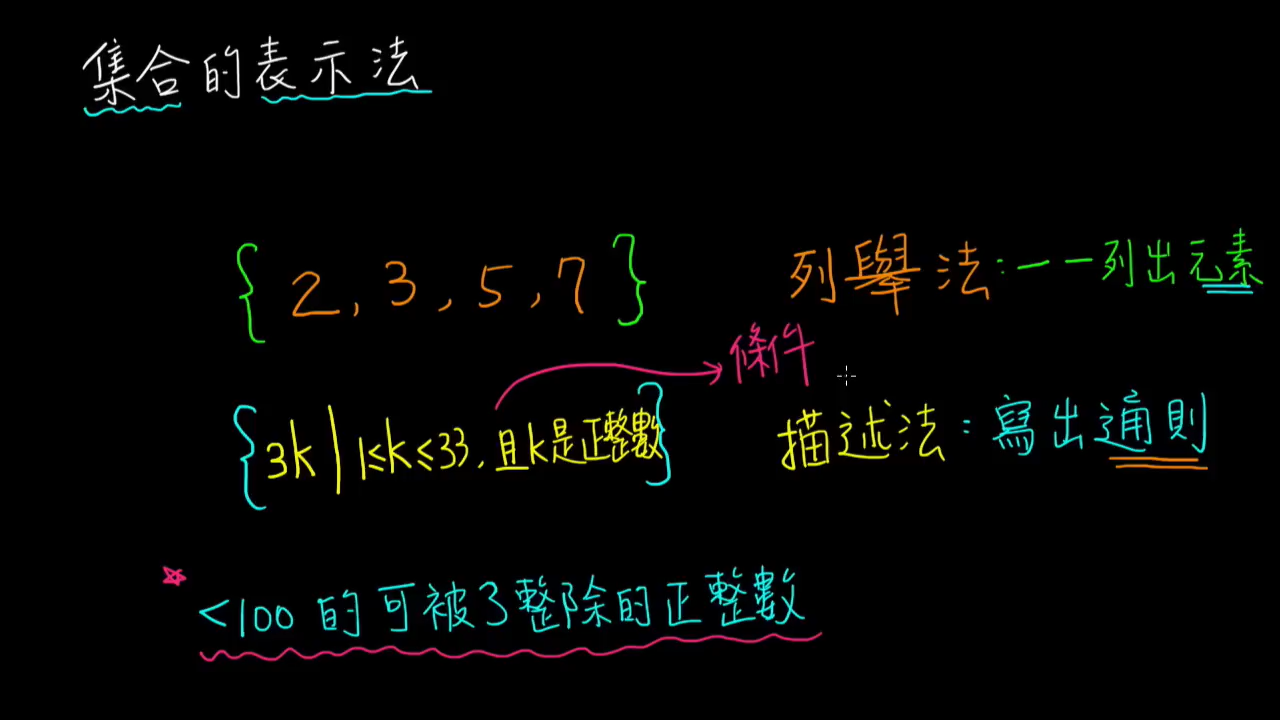 集合的表示法
{ 2, 3, 5, 7 } 列舉法:一一列出元素
條件
{ 3k | 1≤k≤33, 且k是正整數 } 描述法:寫出通則
<100 的可被3整除的正整數